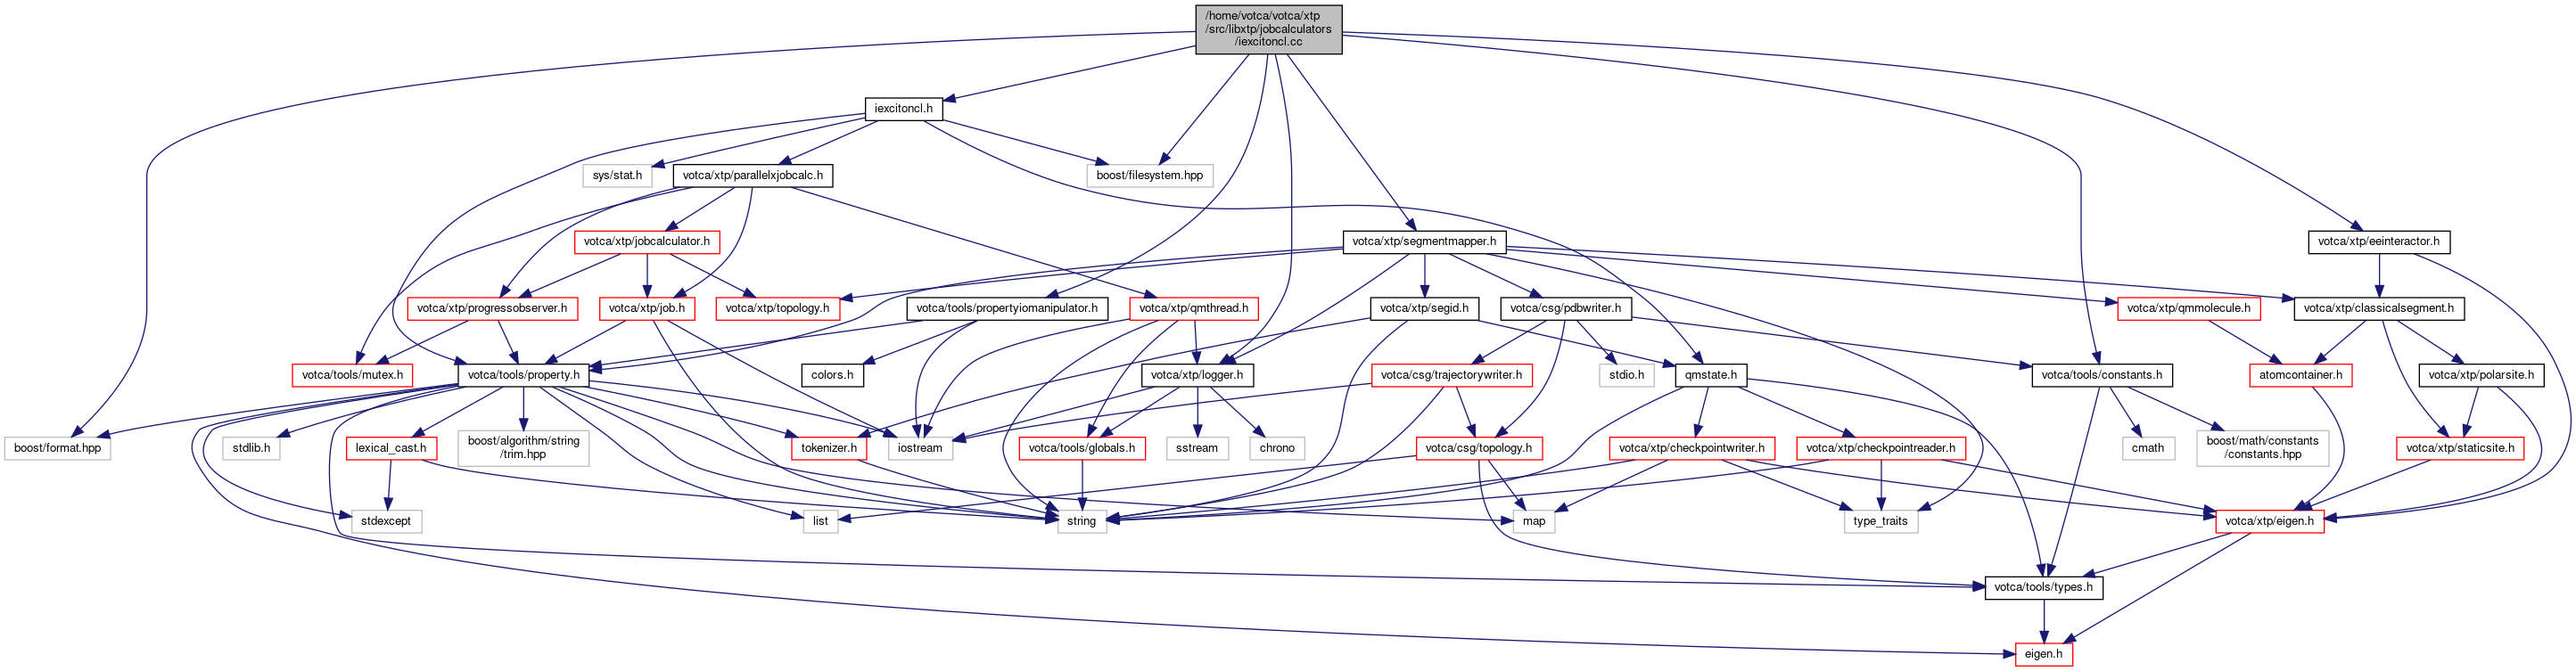 /home/votca/votca/xtp
/src/libxtp/jobcalculators
/iexcitoncl.cc
iexcitoncl.h
sys/stat.h
votca/xtp/parallelxjobcalc.h
boost/filesystem.hpp
votca/xtp/jobcalculator.h
votca/xtp/segmentmapper.h
votca/xtp/eeinteractor.h
votca/xtp/progressobserver.h
votca/xtp/job.h
votca/xtp/topology.h
votca/tools/propertyiomanipulator.h
votca/xtp/qmthread.h
votca/xtp/segid.h
votca/csg/pdbwriter.h
votca/xtp/qmmolecule.h
votca/xtp/classicalsegment.h
votca/tools/mutex.h
votca/tools/property.h
colors.h
votca/xtp/logger.h
votca/csg/trajectorywriter.h
stdio.h
qmstate.h
votca/tools/constants.h
atomcontainer.h
votca/xtp/polarsite.h
boost/format.hpp
stdlib.h
lexical_cast.h
boost/algorithm/string
/trim.hpp
tokenizer.h
iostream
votca/tools/globals.h
sstream
chrono
votca/csg/topology.h
votca/xtp/checkpointwriter.h
votca/xtp/checkpointreader.h
cmath
boost/math/constants
/constants.hpp
votca/xtp/staticsite.h
stdexcept
list
string
map
type_traits
votca/xtp/eigen.h
votca/tools/types.h
eigen.h